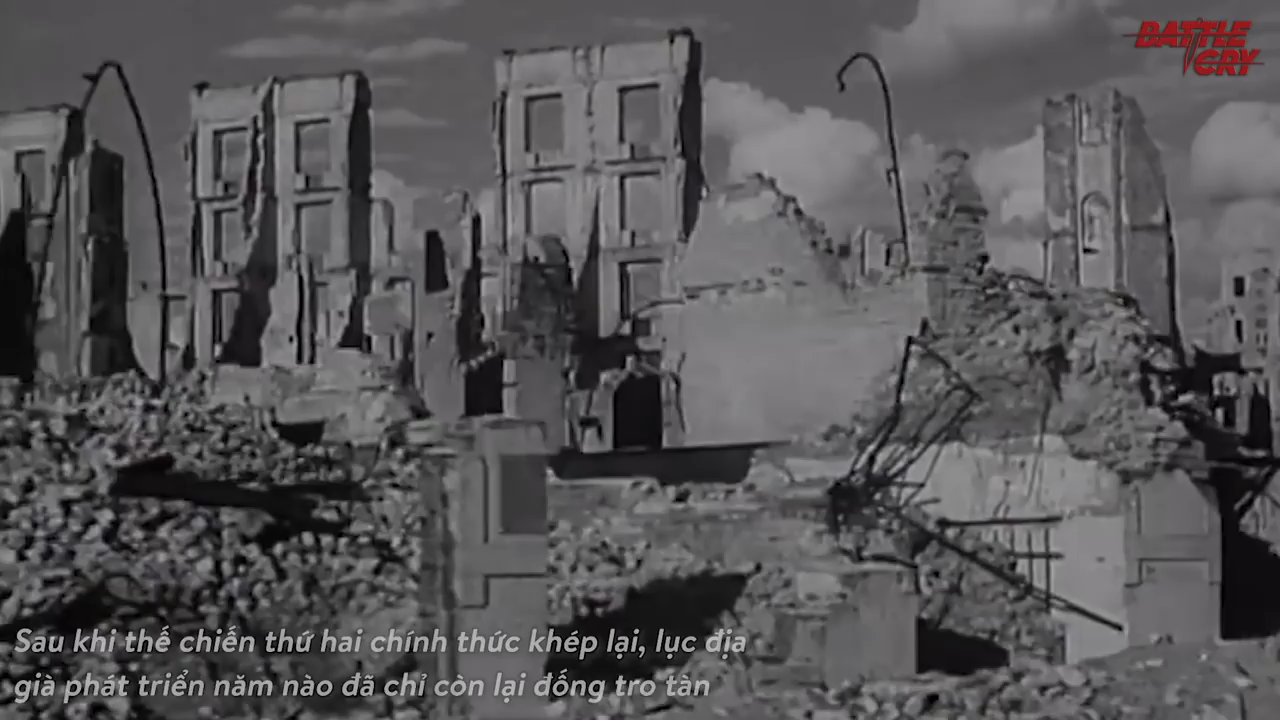 BATTLE
CRY
Sau khi thế chiến thứ hai chính thức khép lại, lục địa
già phát triển năm nào đã chỉ còn lại đống tro tàn